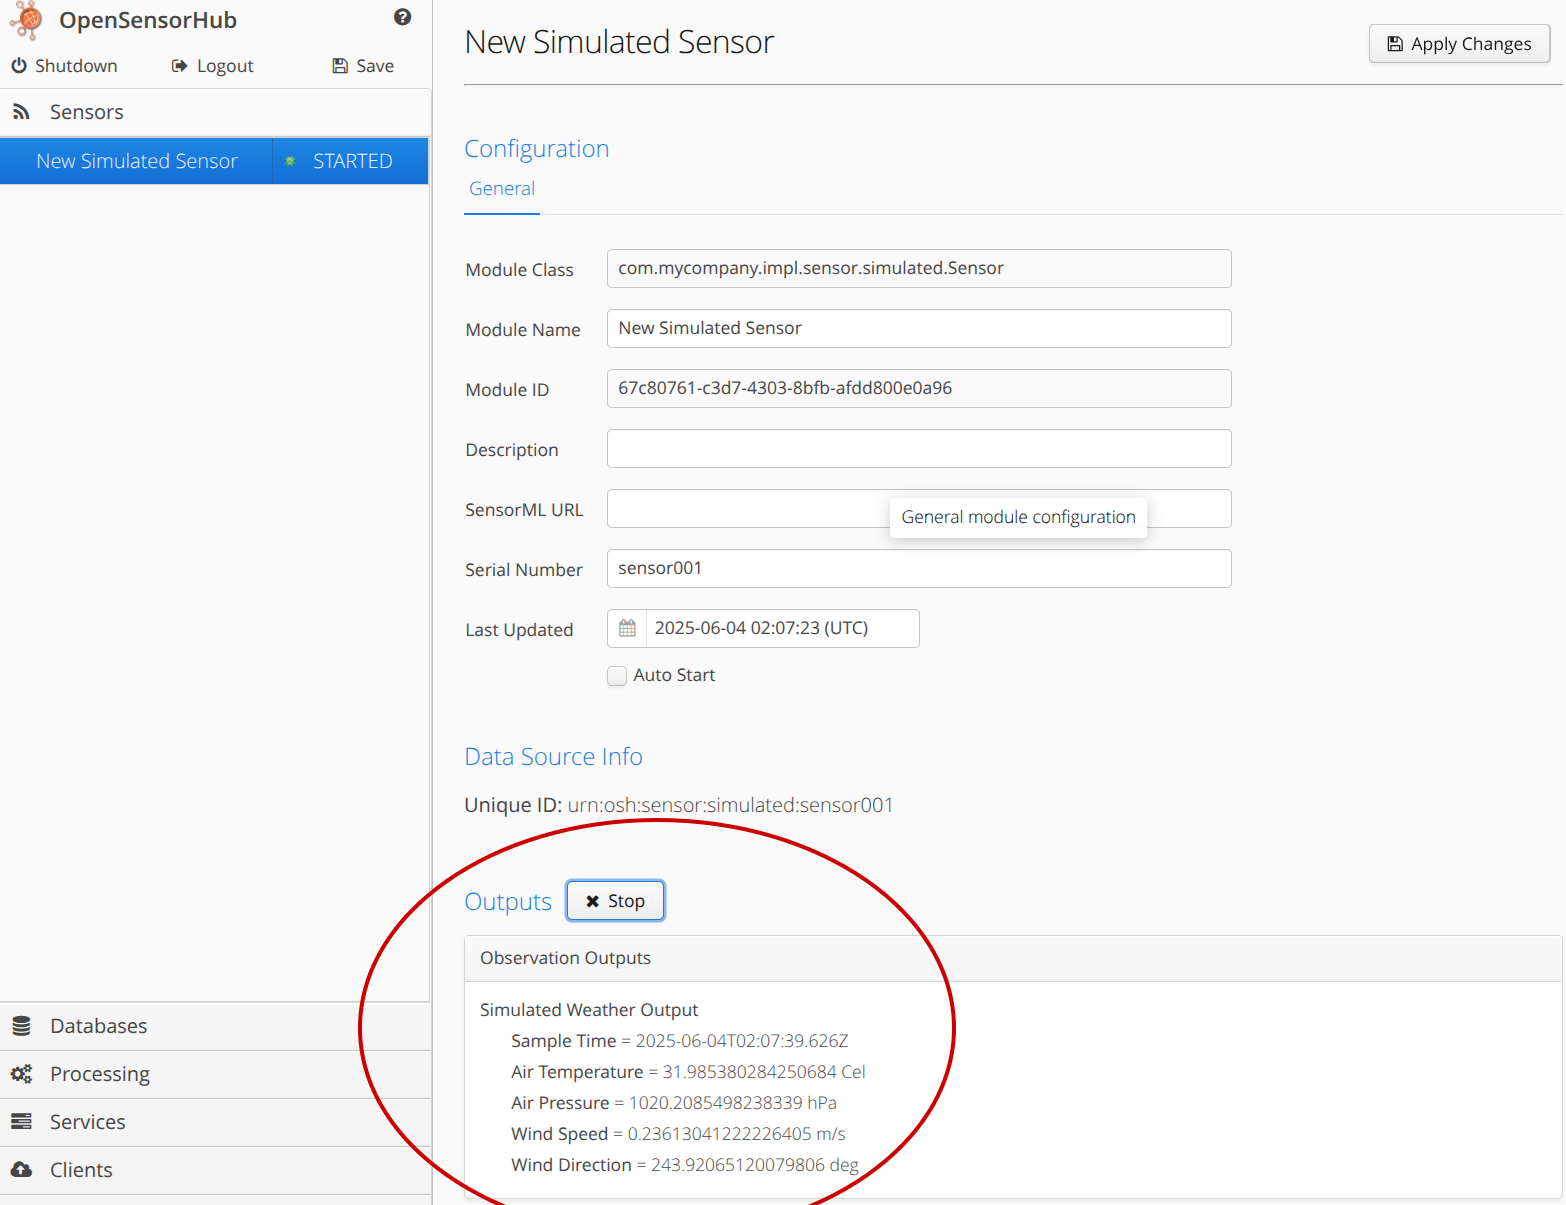 OpenSensorHub
Shutdown Logout Save
Sensors
New Simulated Sensor STARTED
Databases
Processing
Services
Clients
New Simulated Sensor
Apply Changes
Configuration
General
Module Class com.mycompany.impl.sensor.simulated.Sensor
Module Name New Simulated Sensor
Module ID 67c80761-c3d7-4303-8bfb-afdd800e0a96
Description
SensorML URL
General module configuration
Serial Number sensor001
Last Updated 2025-06-04 02:07:23 (UTC)
Auto Start
Data Source Info
Unique ID: urn:osh:sensor:simulated:sensor001
Outputs Stop
Observation Outputs
Simulated Weather Output
Sample Time = 2025-06-04T02:07:39.626Z
Air Temperature = 31.985380284250684 Cel
Air Pressure = 1020.2085498238339 hPa
Wind Speed = 0.23613041222226405 m/s
Wind Direction = 243.92065120079806 deg